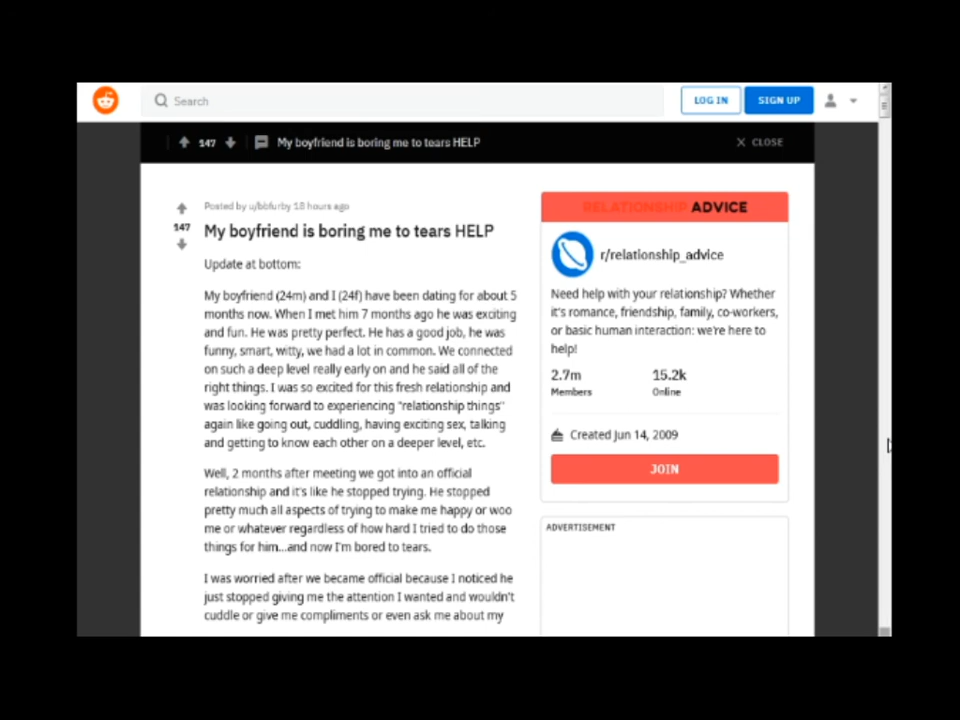 Search
LOG IN
SIGN UP
147
My boyfriend is boring me to tears HELP
CLOSE
Posted by u/bbfurby 18 hours ago
147
My boyfriend is boring me to tears HELP
Update at bottom:
My boyfriend (24m) and I (24f) have been dating for about 5
months now. When I met him 7 months ago he was exciting
and fun. He was pretty perfect. He has a good job, he was
funny, smart, witty, we had a lot in common. We connected
on such a deep level really early on and he said all of the
right things. I was so excited for this fresh relationship and
was looking forward to experiencing "relationship things"
again like going out, cuddling, having exciting sex, talking
and getting to know each other on a deeper level, etc.
Well, 2 months after meeting we got into an official
relationship and it's like he stopped trying. He stopped
pretty much all aspects of trying to make me happy or woo
me or whatever regardless of how hard I tried to do those
things for him...and now I'm bored to tears.
I was worried after we became official because I noticed he
just stopped giving me the attention I wanted and wouldn't
cuddle or give me compliments or even ask me about my
RELATIONSHIP ADVICE
r/relationship_advice
Need help with your relationship? Whether
it's romance, friendship, family, co-workers,
or basic human interaction: we're here to
help!
2.7m
Members
15.2k
Online
Created Jun 14, 2009
JOIN
ADVERTISEMENT